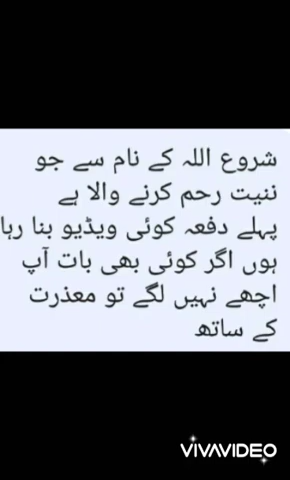 شروع اللہ کے نام سے جو
ننیت رحم کرنے والا ہے
پہلے دفعہ کوئی ویڈیو بنا رہا
ہوں اگر کوئی بھی بات آپ
اچھے نہیں لگے تو معذرت
کے ساتھ
VIVAVIDEO